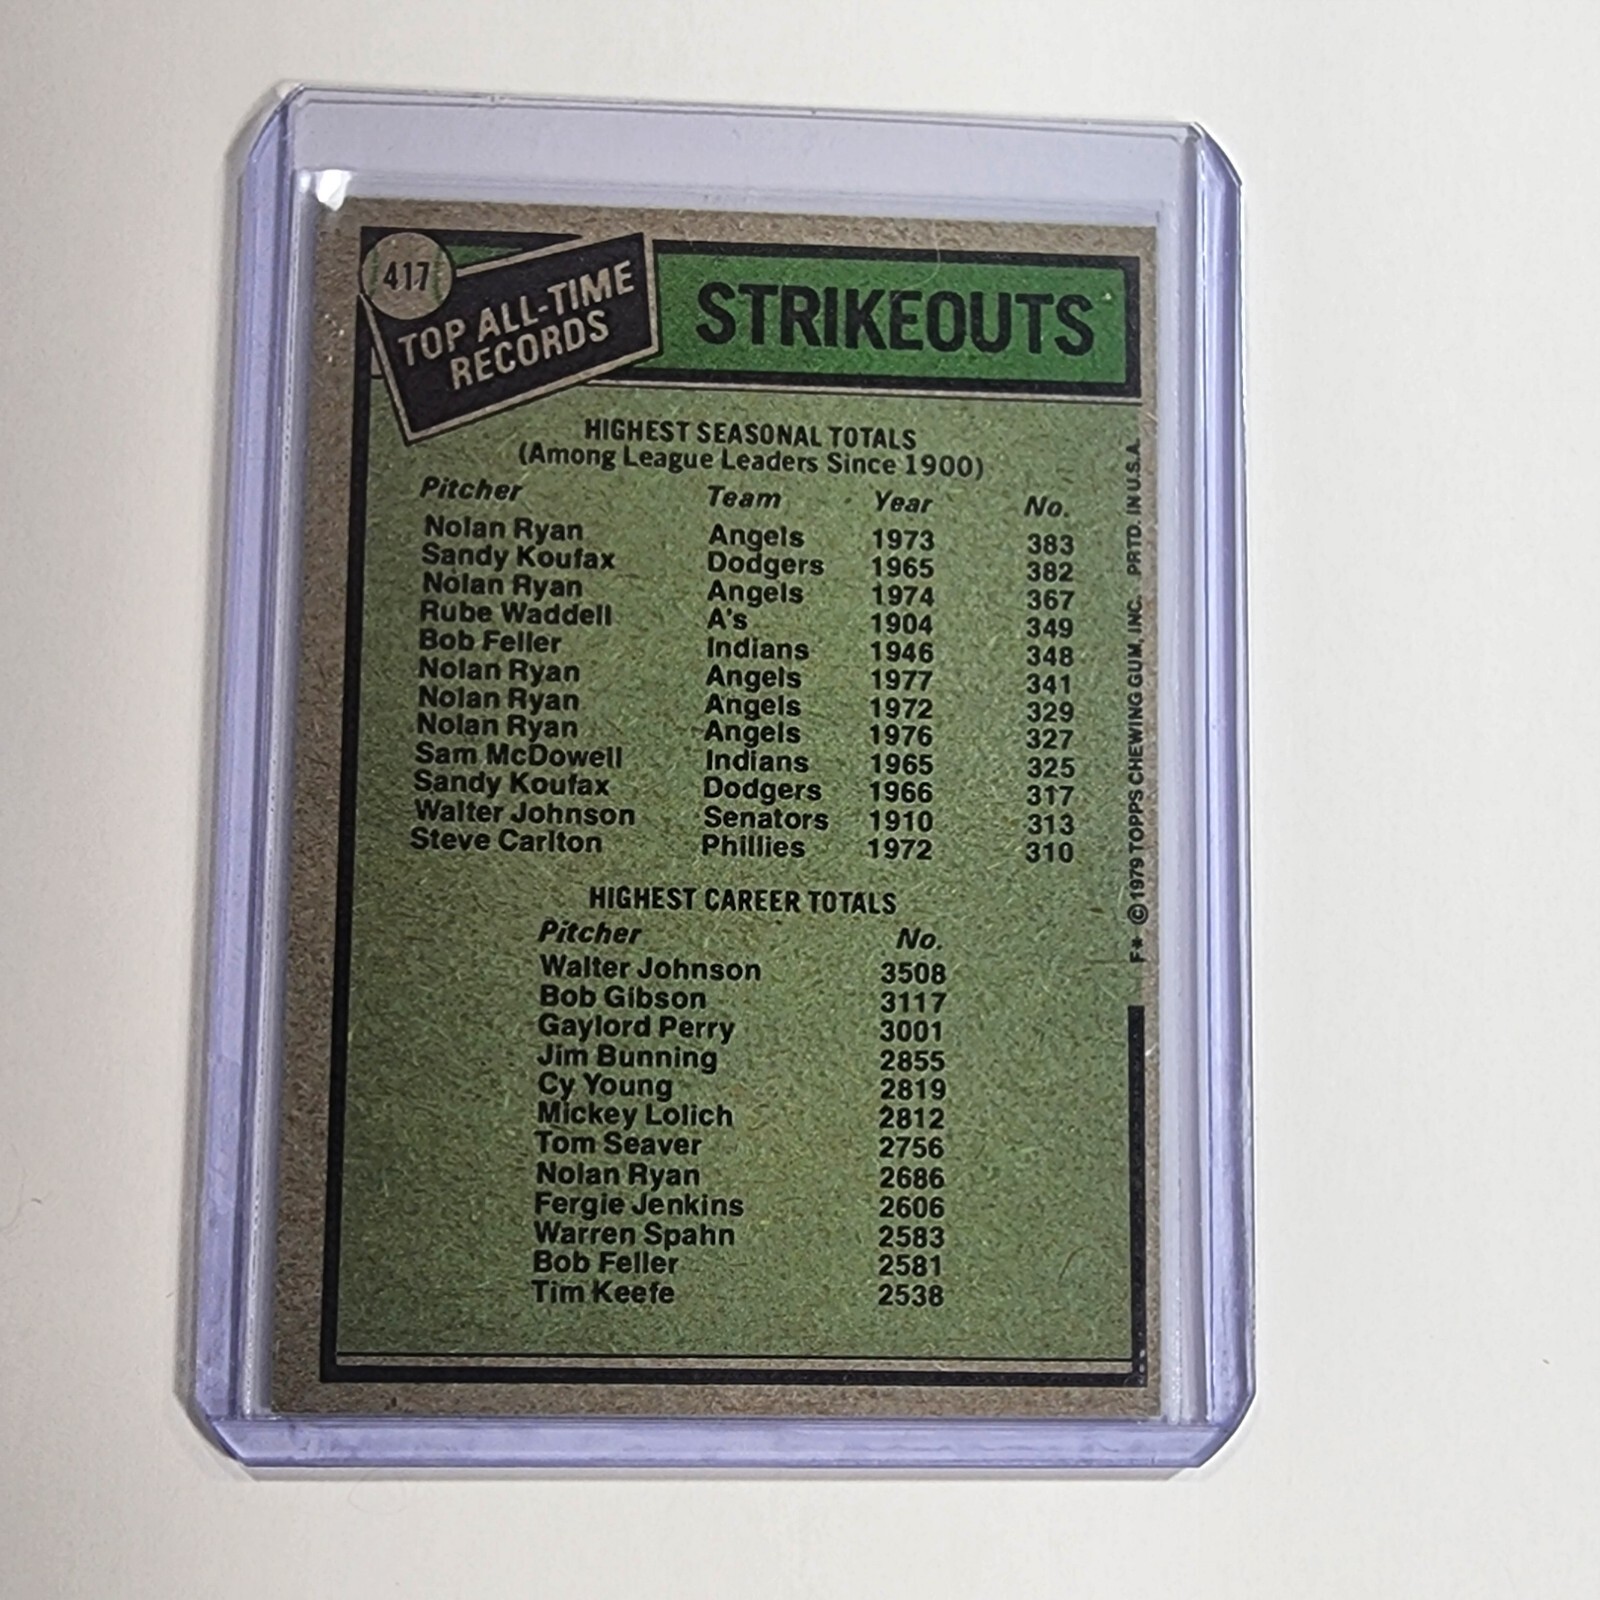 417
TOP ALL-TIME
RECORDS
STRIKEOUTS
HIGHEST SEASONAL TOTALS
(Among League Leaders Since 1900)
Pitcher Team Year No.
Nolan Ryan Angels 1973 383
Sandy Koufax Dodgers 1965 382
Nolan Ryan Angels 1974 367
Rube Waddell A's 1904 349
Bob Feller Indians 1946 348
Nolan Ryan Angels 1977 341
Nolan Ryan Angels 1972 329
Nolan Ryan Angels 1976 327
Sam McDowell Indians 1965 325
Sandy Koufax Dodgers 1966 317
Walter Johnson Senators 1910 313
Steve Carlton Phillies 1972 310
HIGHEST CAREER TOTALS
Pitcher No.
Walter Johnson 3508
Bob Gibson 3117
Gaylord Perry 3001
Jim Bunning 2855
Cy Young 2819
Mickey Lolich 2812
Tom Seaver 2756
Nolan Ryan 2686
Fergie Jenkins 2606
Warren Spahn 2583
Bob Feller 2581
Tim Keefe 2538
F* © 1979 TOPPS CHEWING GUM, INC. PRTD. IN U.S.A.